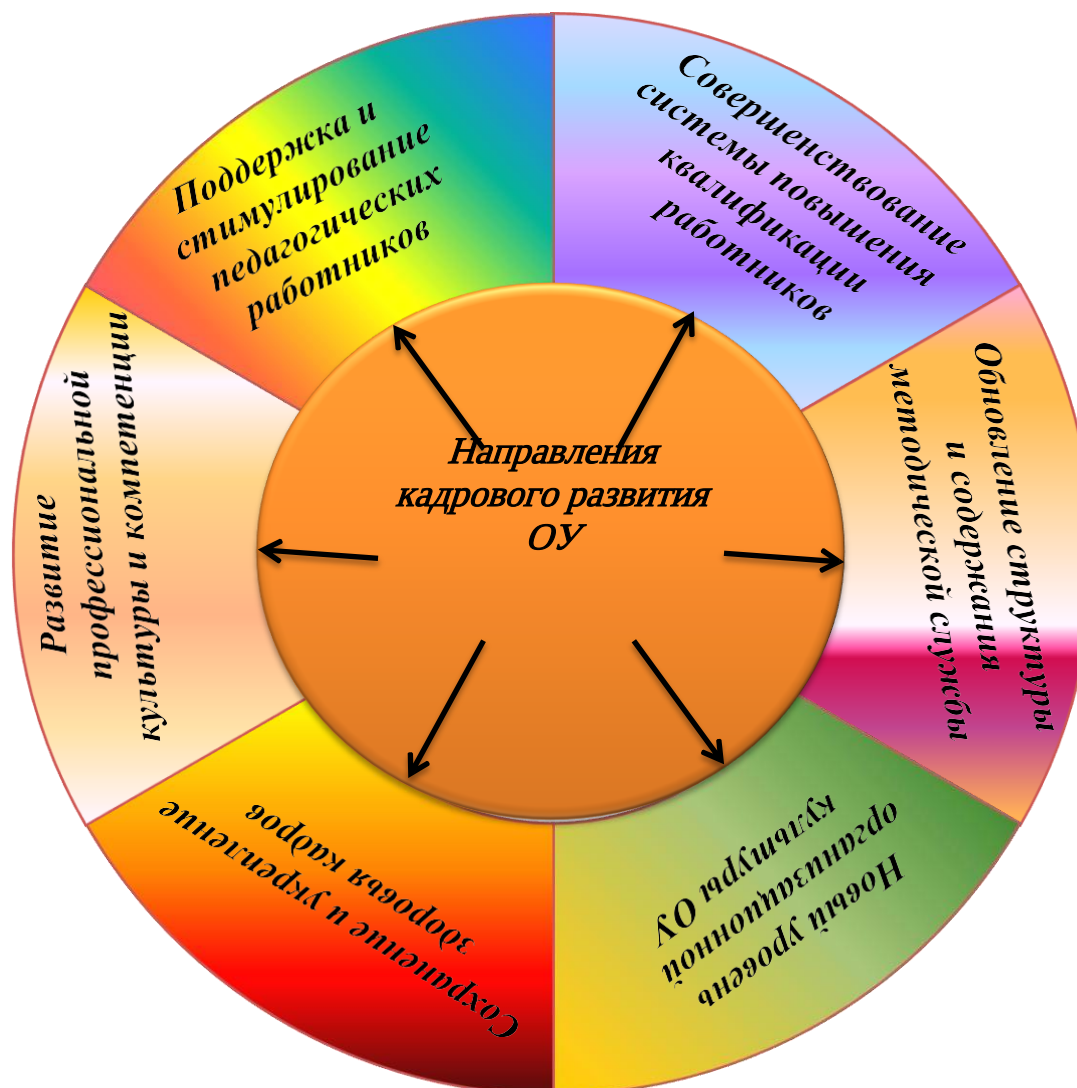 Направления
кадрового развития
ОУ
Совершенствование
системы повышения
квалификации
работников
Обновление структуры
и содержания
методической службы
Новый уровень
организационной
культуры ОУ
Сохранение и укрепление
здоровья кадров
Развитие
профессиональной
культуры и компетенции
Поддержка и
стимулирование
педагогических
работников